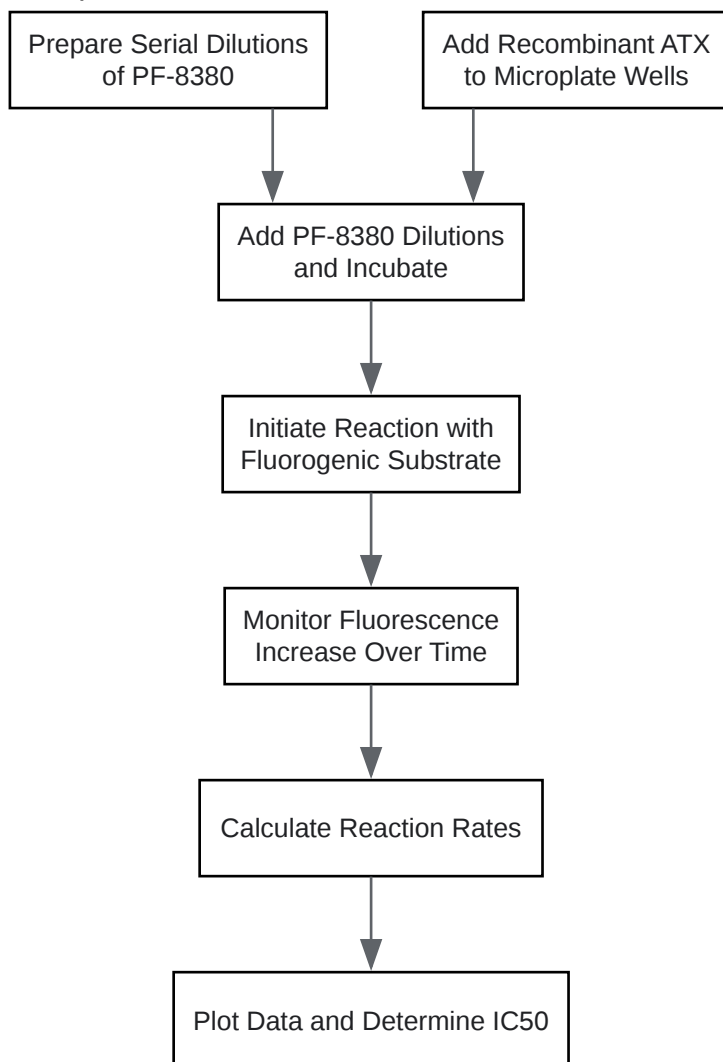 Prepare Serial Dilutions
of PF-8380
Add Recombinant ATX
to Microplate Wells
Add PF-8380 Dilutions
and Incubate
Initiate Reaction with
Fluorogenic Substrate
Monitor Fluorescence
Increase Over Time
Calculate Reaction Rates
Plot Data and Determine IC50